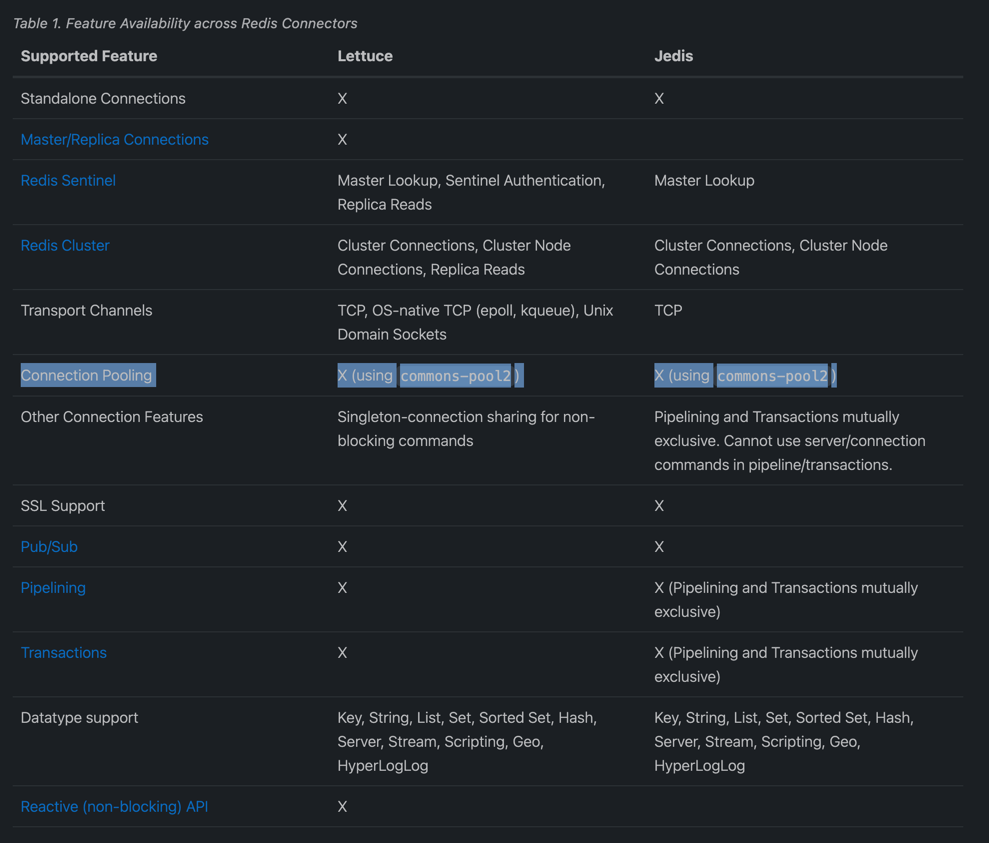 Table 1. Feature Availability across Redis Connectors
Supported Feature Lettuce Jedis
Standalone Connections X X
Master/Replica Connections X
Redis Sentinel Master Lookup, Sentinel Authentication, Master Lookup
Replica Reads
Redis Cluster Cluster Connections, Cluster Node Cluster Connections, Cluster Node
Connections, Replica Reads Connections
Transport Channels TCP, OS-native TCP (epoll, kqueue), Unix TCP
Domain Sockets
Connection Pooling X (using commons-pool2) X (using commons-pool2)
Other Connection Features Singleton-connection sharing for non- Pipelining and Transactions mutually
blocking commands exclusive. Cannot use server/connection
commands in pipeline/transactions.
SSL Support X X
Pub/Sub X X
Pipelining X X (Pipelining and Transactions mutually
exclusive)
Transactions X X (Pipelining and Transactions mutually
exclusive)
Datatype support Key, String, List, Set, Sorted Set, Hash, Key, String, List, Set, Sorted Set, Hash,
Server, Stream, Scripting, Geo, Server, Stream, Scripting, Geo,
HyperLogLog HyperLogLog
Reactive (non-blocking) API X